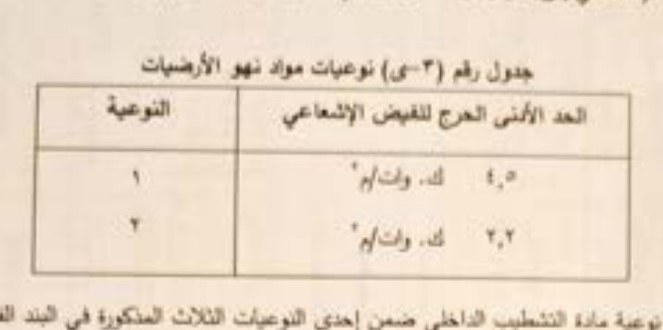 جدول رقم (٣-ى) نوعيات مواد نهو الأرضيات
الحد الأدنى الحرج للفيض الإشعاعي النوعية
٤,٥ ك. وات/م٢ ١
٢,٢ ك. وات/م٢ ٢
نوعية مادة التشطيب الداخلي ضمن إحدى النوعيات الثلاث المذكورة في البند